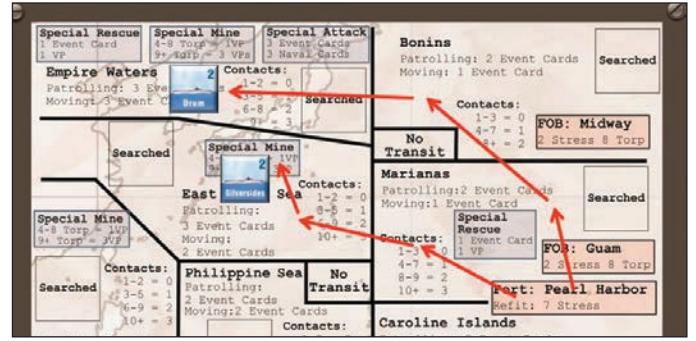 Special Rescue
1 Event Card
1 VP
Special Mine
4-8 Torp = 1VP
9+ Torp = 3 VPs
Special Attack
3 Event Cards
3 Naval Cards
Empire Waters
Patrolling: 3
Moving: 3 Event C
2
Drum
Contacts:
1-2 = 0
3-5
6-8 = 2
9+ = 3
Searched
Bonins
Patrolling: 2 Event Cards
Moving: 1 Event Card
Searched
Contacts:
1-3 = 0
4-7 = 1
8+ = 2
FOB: Midway
2 Stress 8 Torp
No
Transit
Searched
Special Mine
1VP
2
Silversides
East Sea
Patrolling:
3 Event Cards
Moving:
2 Event Cards
Contacts:
1-2 = 0
3-5 = 1
6-9 = 2
10+ = 3
Marianas
Patrolling:2 Event Cards
Moving: 1 Event Card
Searched
Special
Rescue
1 Event Card
1 VP
Contacts:
1-3 = 0
4-7 = 1
8-9 = 2
10+ = 3
FOB: Guam
2 Stress 8 Torp
Port: Pearl Harbor
Refit: 7 Stress
Special Mine
4-8 Torp = 1VP
9+ Torp = 3VP
Searched
Contacts:
1-2 = 0
3-5 = 1
6-9 = 2
10+ = 3
Philippine Sea
Patrolling:
2 Event Cards
Moving: 2 Event Cards
Contacts:
No
Transit
Caroline Islands